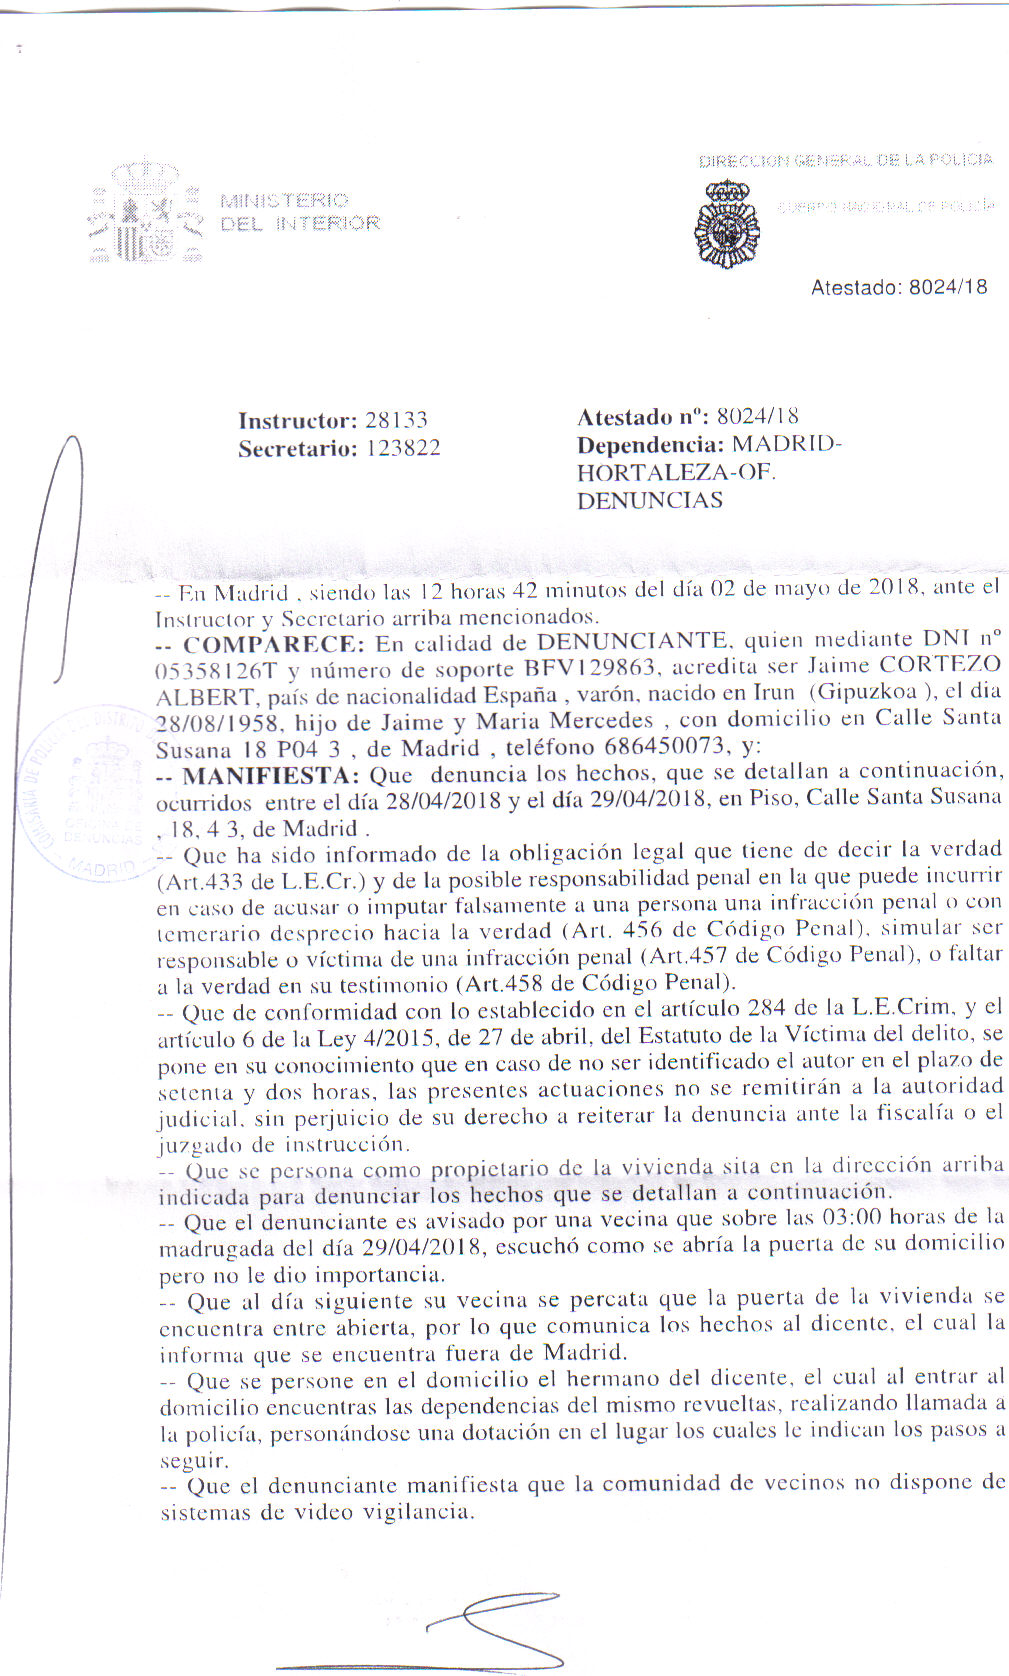 MINISTERIO
DEL INTERIOR
DIRECCION GENERAL DE LA POLICIA
CUERPO NACIONAL DE POLICÍA
Atestado: 8024/18
Instructor: 28133
Secretario: 123822
Atestado nº: 8024/18
Dependencia: MADRID-
HORTALEZA-OF.
DENUNCIAS
-- En Madrid , siendo las 12 horas 42 minutos del día 02 de mayo de 2018, ante el
Instructor y Secretario arriba mencionados.
-- COMPARECE: En calidad de DENUNCIANTE, quien mediante DNI nº
05358126T y número de soporte BFV129863, acredita ser Jaime CORTEZO
ALBERT, país de nacionalidad España , varón, nacido en Irun (Gipuzkoa ), el dia
28/08/1958, hijo de Jaime y Maria Mercedes , con domicilio en Calle Santa
Susana 18 P04 3 , de Madrid , teléfono 686450073, y:
-- MANIFIESTA: Que denuncia los hechos, que se detallan a continuación,
ocurridos entre el día 28/04/2018 y el día 29/04/2018, en Piso, Calle Santa Susana
, 18, 4 3, de Madrid .
-- Que ha sido informado de la obligación legal que tiene de decir la verdad
(Art.433 de L.E.Cr.) y de la posible responsabilidad penal en la que puede incurrir
en caso de acusar o imputar falsamente a una persona una infracción penal o con
temerario desprecio hacia la verdad (Art. 456 de Código Penal), simular ser
responsable o víctima de una infracción penal (Art.457 de Código Penal), o faltar
a la verdad en su testimonio (Art.458 de Código Penal).
-- Que de conformidad con lo establecido en el artículo 284 de la L.E.Crim, y el
artículo 6 de la Ley 4/2015, de 27 de abril, del Estatuto de la Víctima del delito, se
pone en su conocimiento que en caso de no ser identificado el autor en el plazo de
setenta y dos horas, las presentes actuaciones no se remitirán a la autoridad
judicial, sin perjuicio de su derecho a reiterar la denuncia ante la fiscalía o el
juzgado de instrucción.
-- Que se persona como propietario de la vivienda sita en la dirección arriba
indicada para denunciar los hechos que se detallan a continuación.
-- Que el denunciante es avisado por una vecina que sobre las 03:00 horas de la
madrugada del día 29/04/2018, escuchó como se abría la puerta de su domicilio
pero no le dio importancia.
-- Que al día siguiente su vecina se percata que la puerta de la vivienda se
encuentra entre abierta, por lo que comunica los hechos al dicente, el cual la
informa que se encuentra fuera de Madrid.
-- Que se persone en el domicilio el hermano del dicente, el cual al entrar al
domicilio encuentras las dependencias del mismo revueltas, realizando llamada a
la policía, personándose una dotación en el lugar los cuales le indican los pasos a
seguir.
-- Que el denunciante manifiesta que la comunidad de vecinos no dispone de
sistemas de video vigilancia.
COMISARIA DE POLICIA DEL DISTRITO
DENUNCIAS
- MADRID -